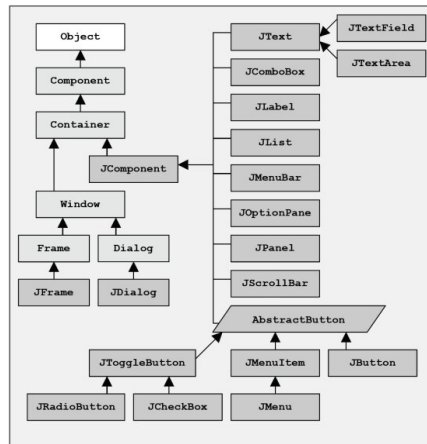 Object
Component
Container
JComponent
Window
Frame
Dialog
JFrame
JDialog
JText
JTextField
JTextArea
JComboBox
JLabel
JList
JMenuBar
JOptionPane
JPanel
JScrollBar
AbstractButton
JToggleButton
JMenuItem
JButton
JRadioButton
JCheckBox
JMenu